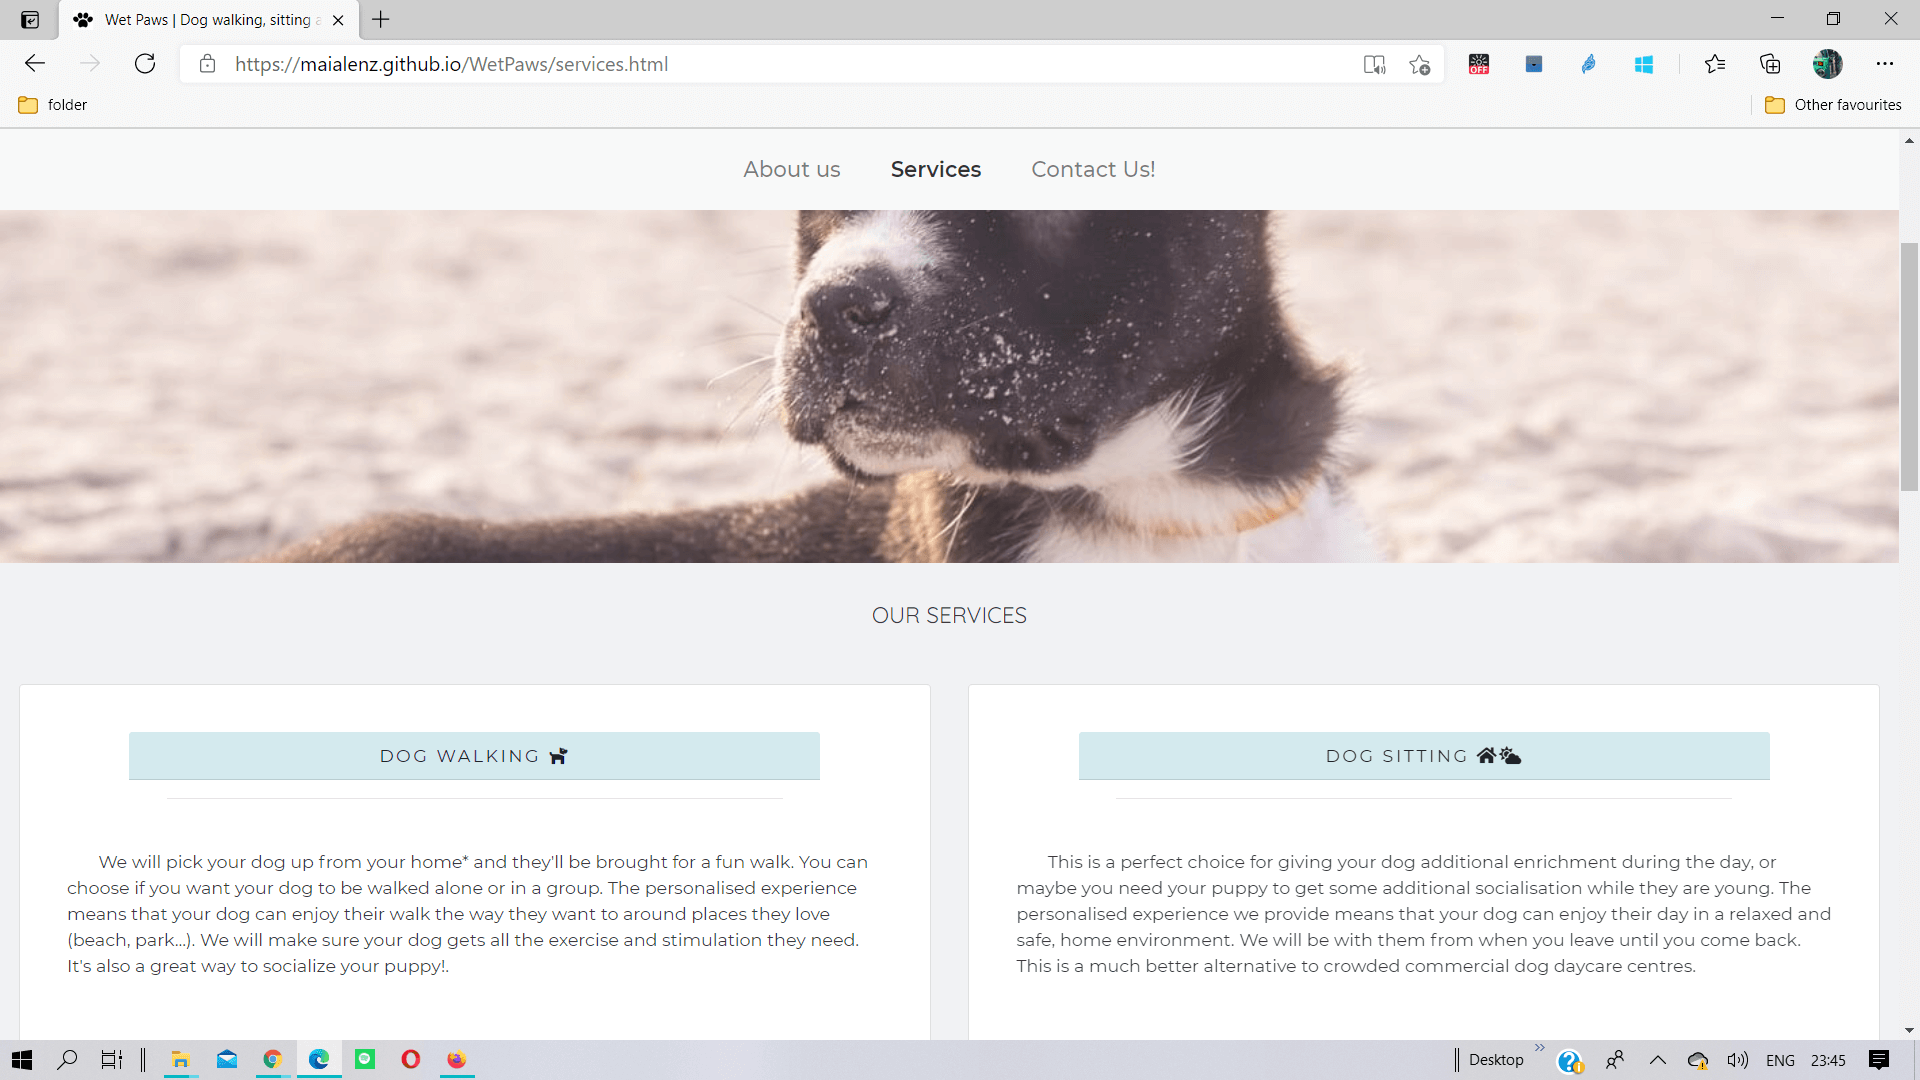 Wet Paws | Dog walking, sitting a
https://maialenz.github.io/WetPaws/services.html
OFF
folder
Other favourites
About us
Services
Contact Us!
OUR SERVICES
DOG WALKING
We will pick your dog up from your home* and they'll be brought for a fun walk. You can
choose if you want your dog to be walked alone or in a group. The personalised experience
means that your dog can enjoy their walk the way they want to around places they love
(beach, park...). We will make sure your dog gets all the exercise and stimulation they need.
It's also a great way to socialize your puppy!.
DOG SITTING
This is a perfect choice for giving your dog additional enrichment during the day, or
maybe you need your puppy to get some additional socialisation while they are young. The
personalised experience we provide means that your dog can enjoy their day in a relaxed and
safe, home environment. We will be with them from when you leave until you come back.
This is a much better alternative to crowded commercial dog daycare centres.
Desktop
ENG
23:45